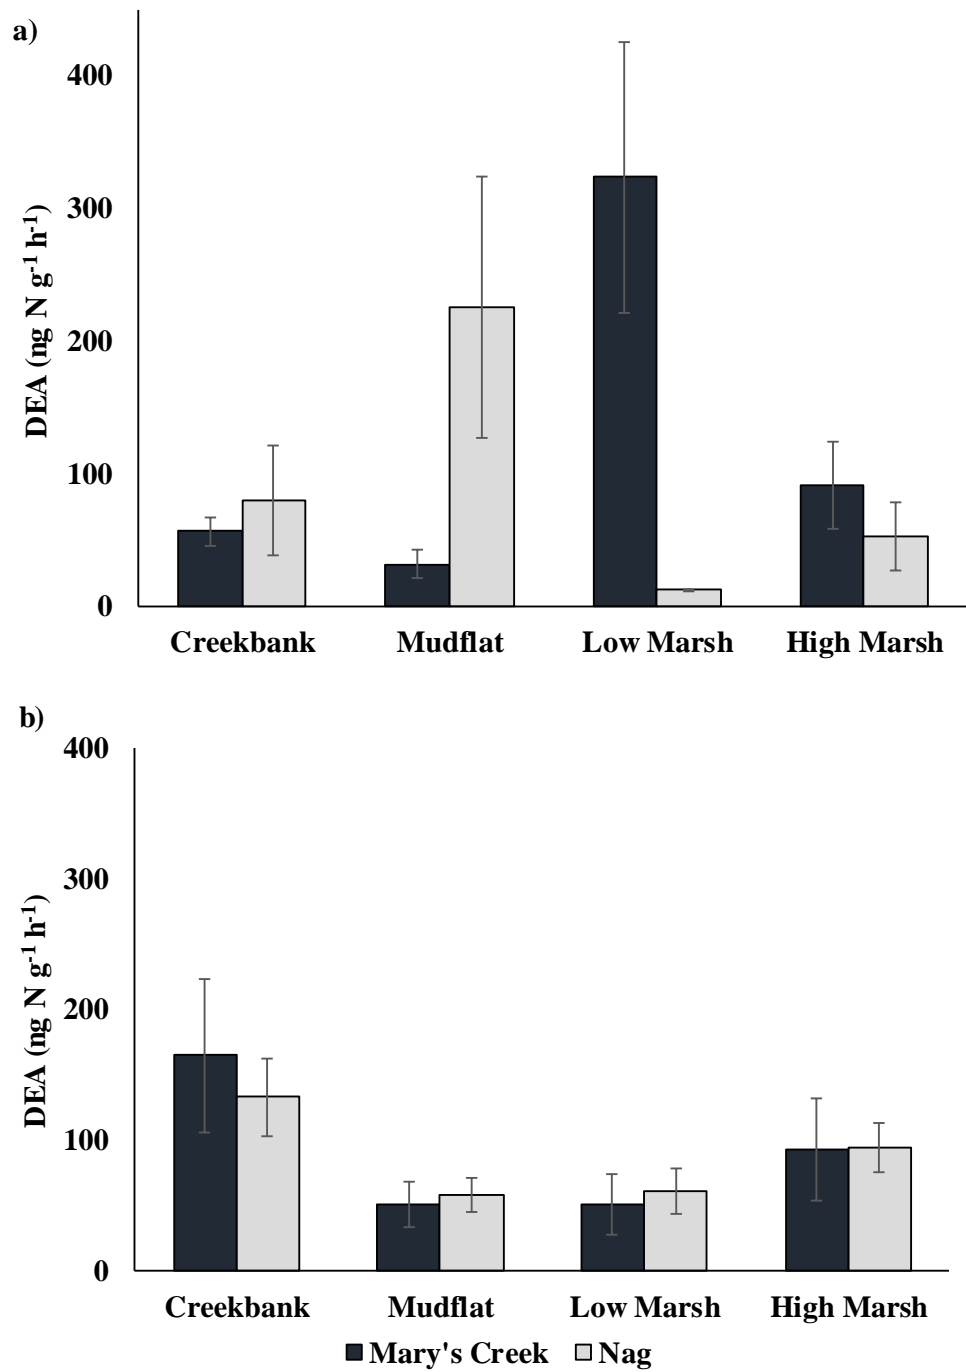 a)
DEA (ng N g-1 h-1)
400
300
200
100
0
Creekbank Mudflat Low Marsh High Marsh
b)
DEA (ng N g-1 h-1)
400
300
200
100
0
Creekbank Mudflat Low Marsh High Marsh
Mary's Creek Nag